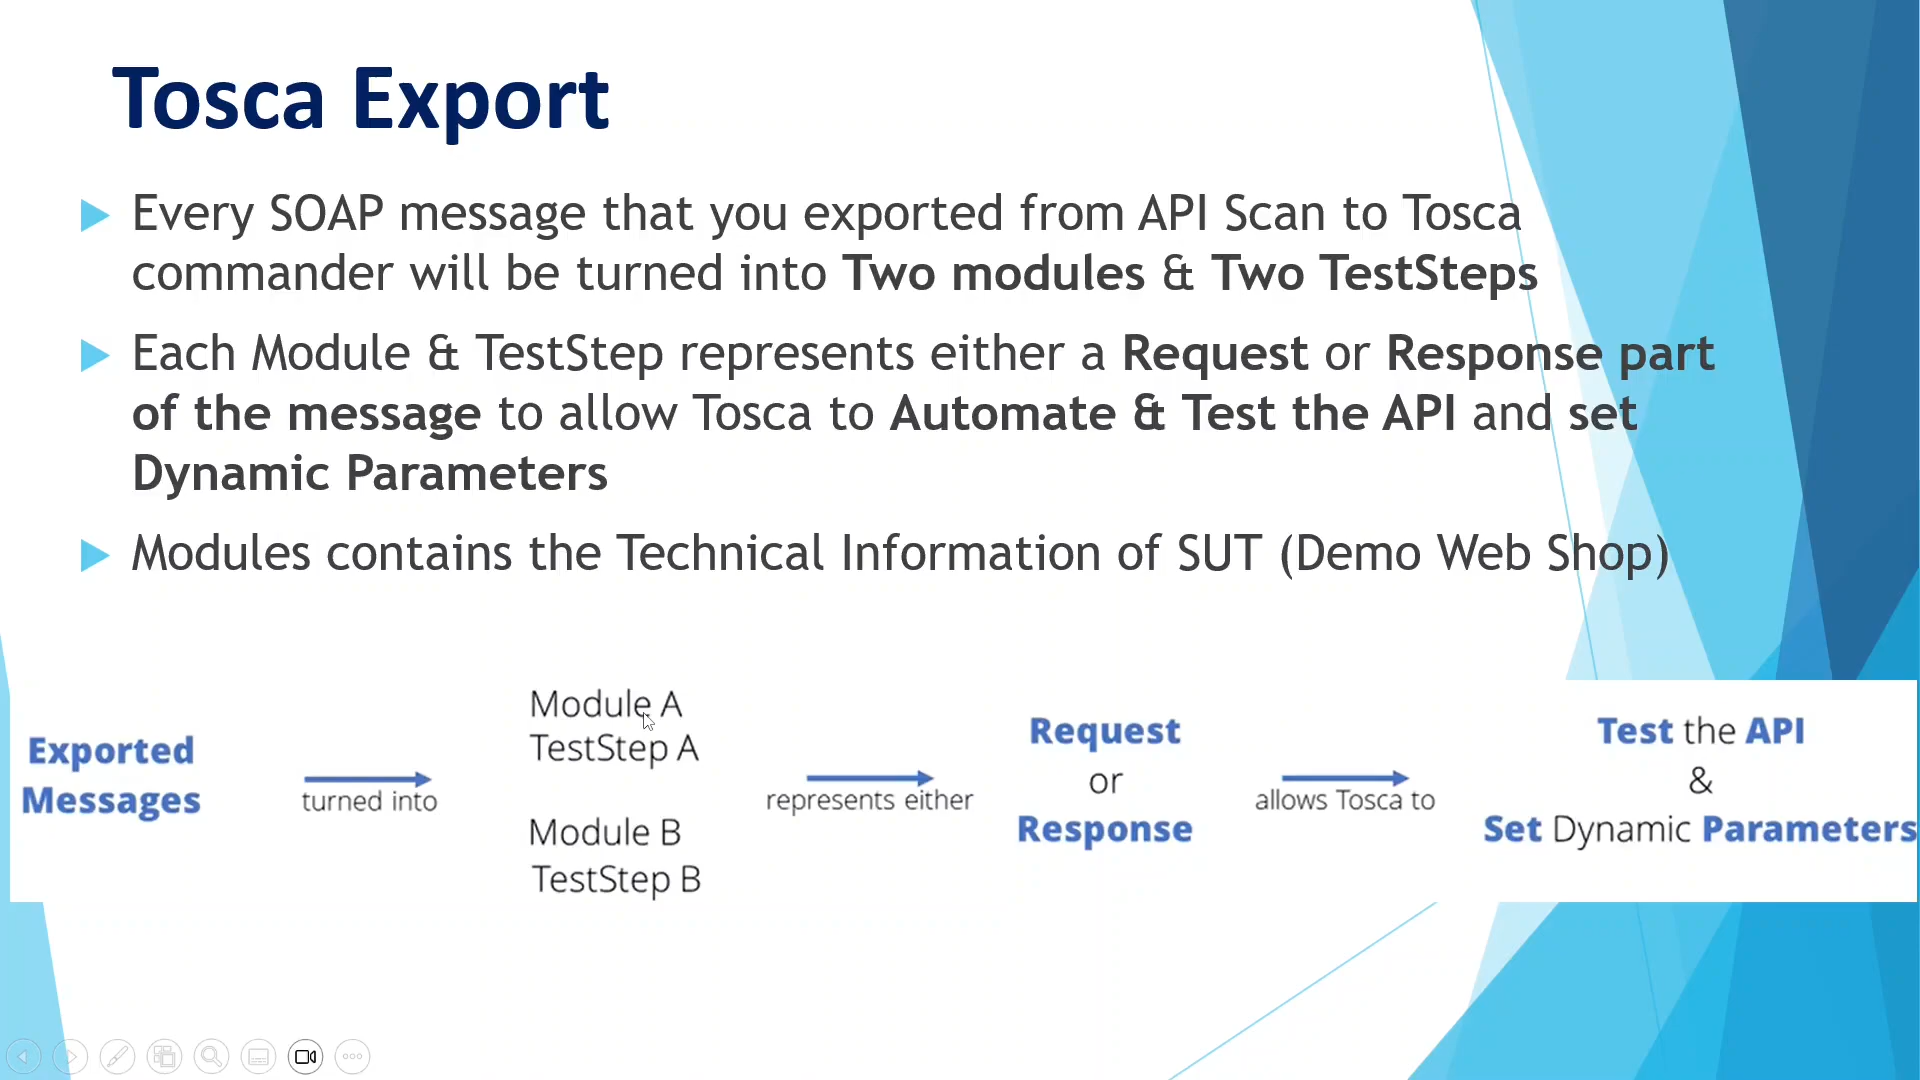 Tosca Export
Every SOAP message that you exported from API Scan to Tosca
commander will be turned into Two modules & Two TestSteps
Each Module & TestStep represents either a Request or Response part
of the message to allow Tosca to Automate & Test the API and set
Dynamic Parameters
Modules contains the Technical Information of SUT (Demo Web Shop)
Exported
Messages
turned into
Module A
TestStep A
Module B
TestStep B
represents either
Request
or
Response
allows Tosca to
Test the API
&
Set Dynamic Parameters